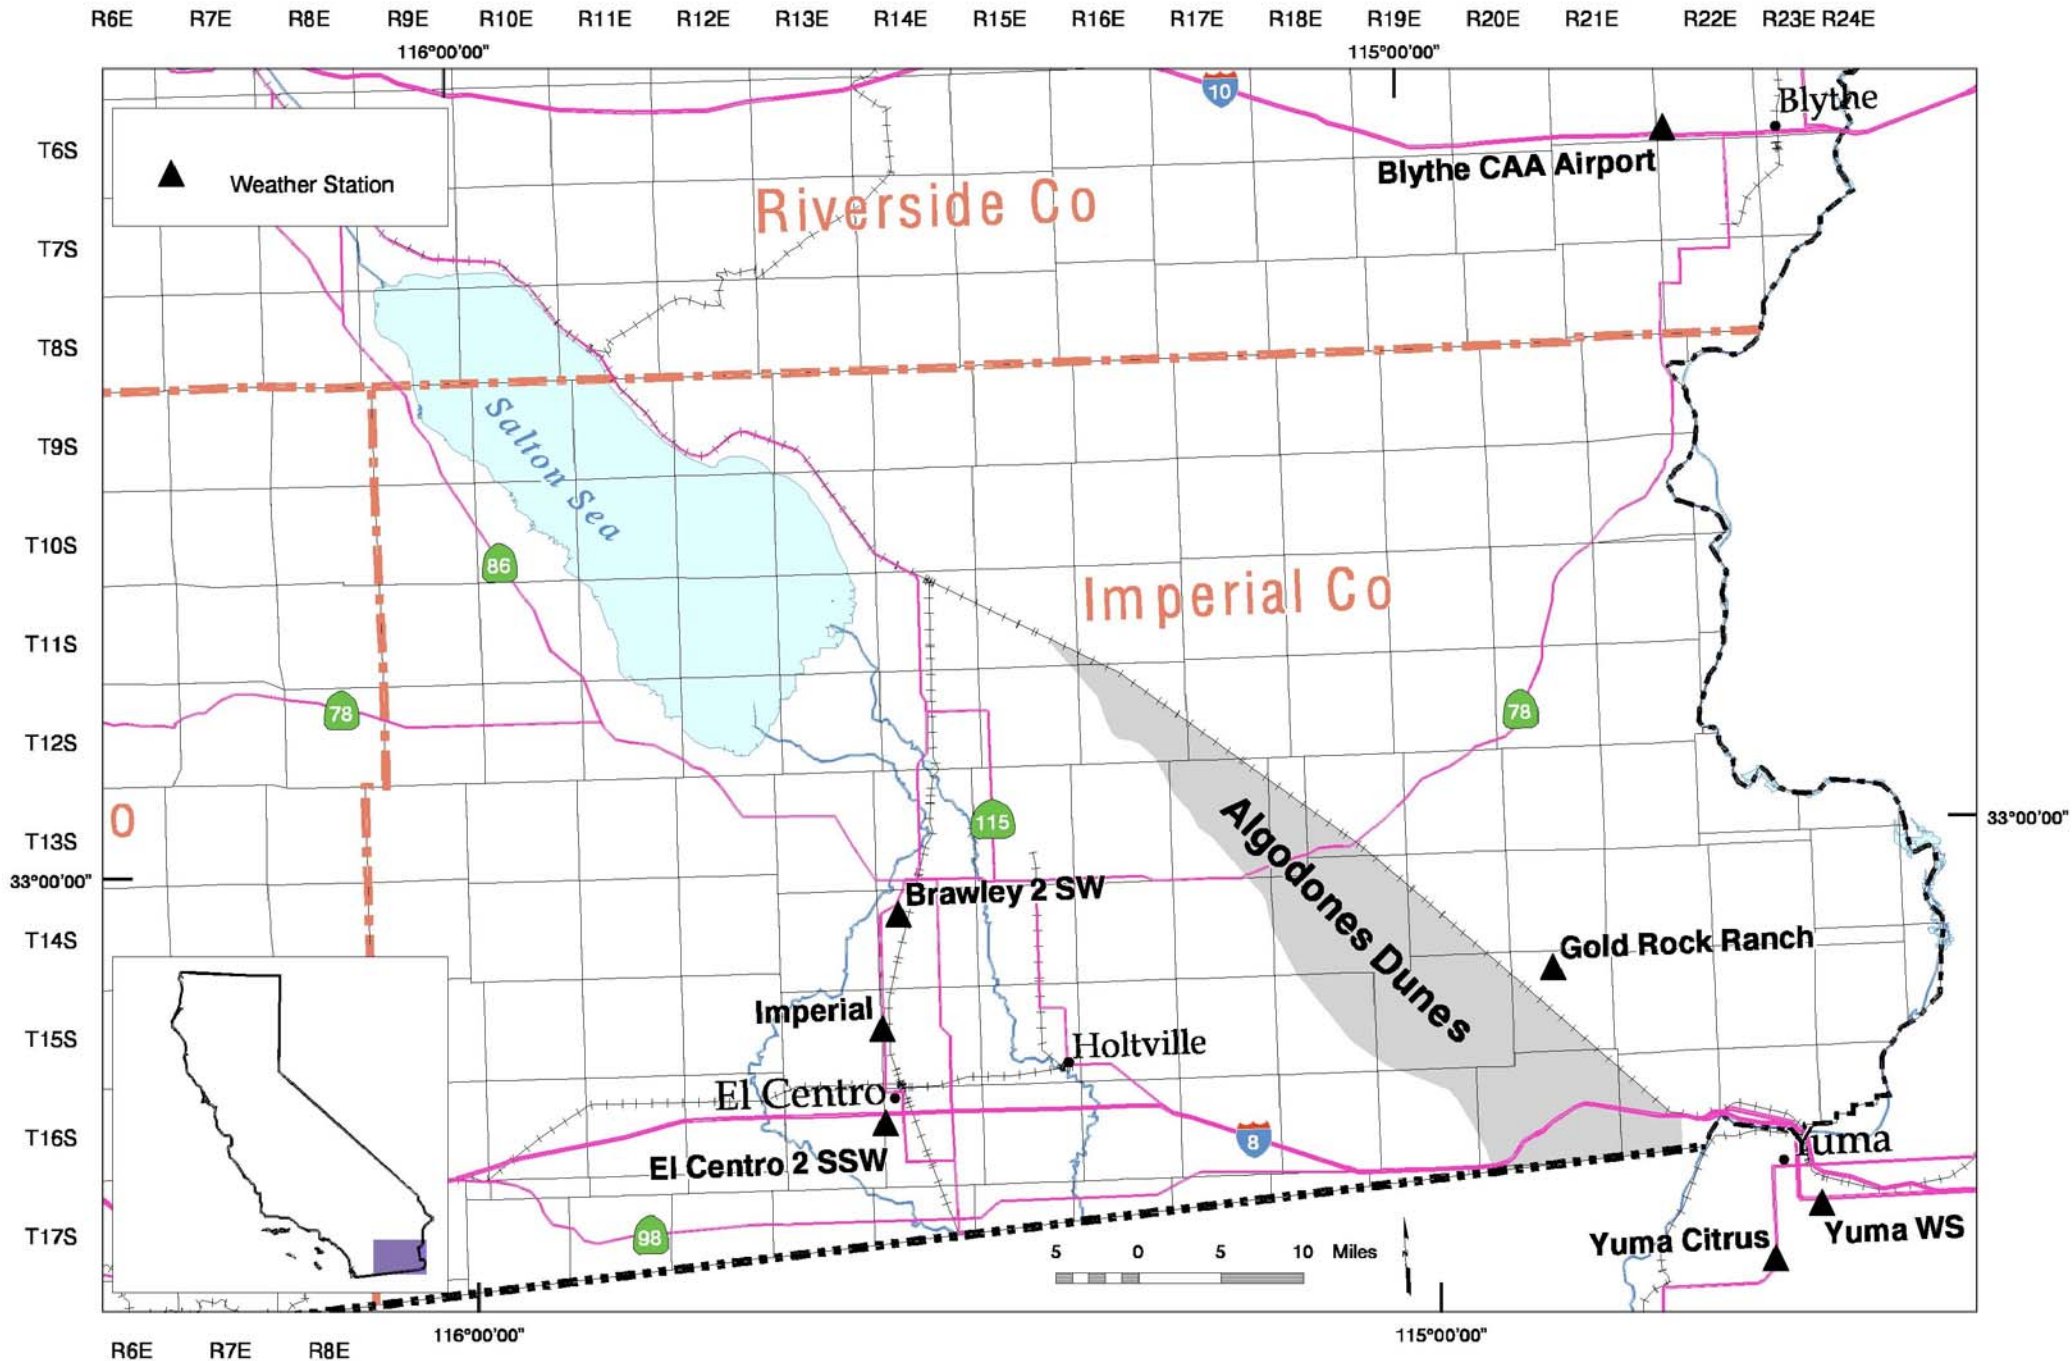 R6E R7E R8E R9E R10E R11E R12E R13E R14E R15E R16E R17E R18E R19E R20E R21E R22E R23E R24E
116°00'00" 115°00'00"
10
Blythe
T6S
Blythe CAA Airport
Weather Station
Riverside Co
T7S
T8S
T9S
Salton Sea
T10S
86
Imperial Co
T11S
78
78
T12S
O
115
33°00'00"
T13S
33°00'00"
Algodones Dunes
Brawley 2 SW
T14S
Gold Rock Ranch
Imperial
T15S
Holtville
El Centro
T16S
8
Yuma
El Centro 2 SSW
T17S
98
Yuma WS
Yuma Citrus
5 0 5 10 Miles
116°00'00" 115°00'00"
R6E R7E R8E